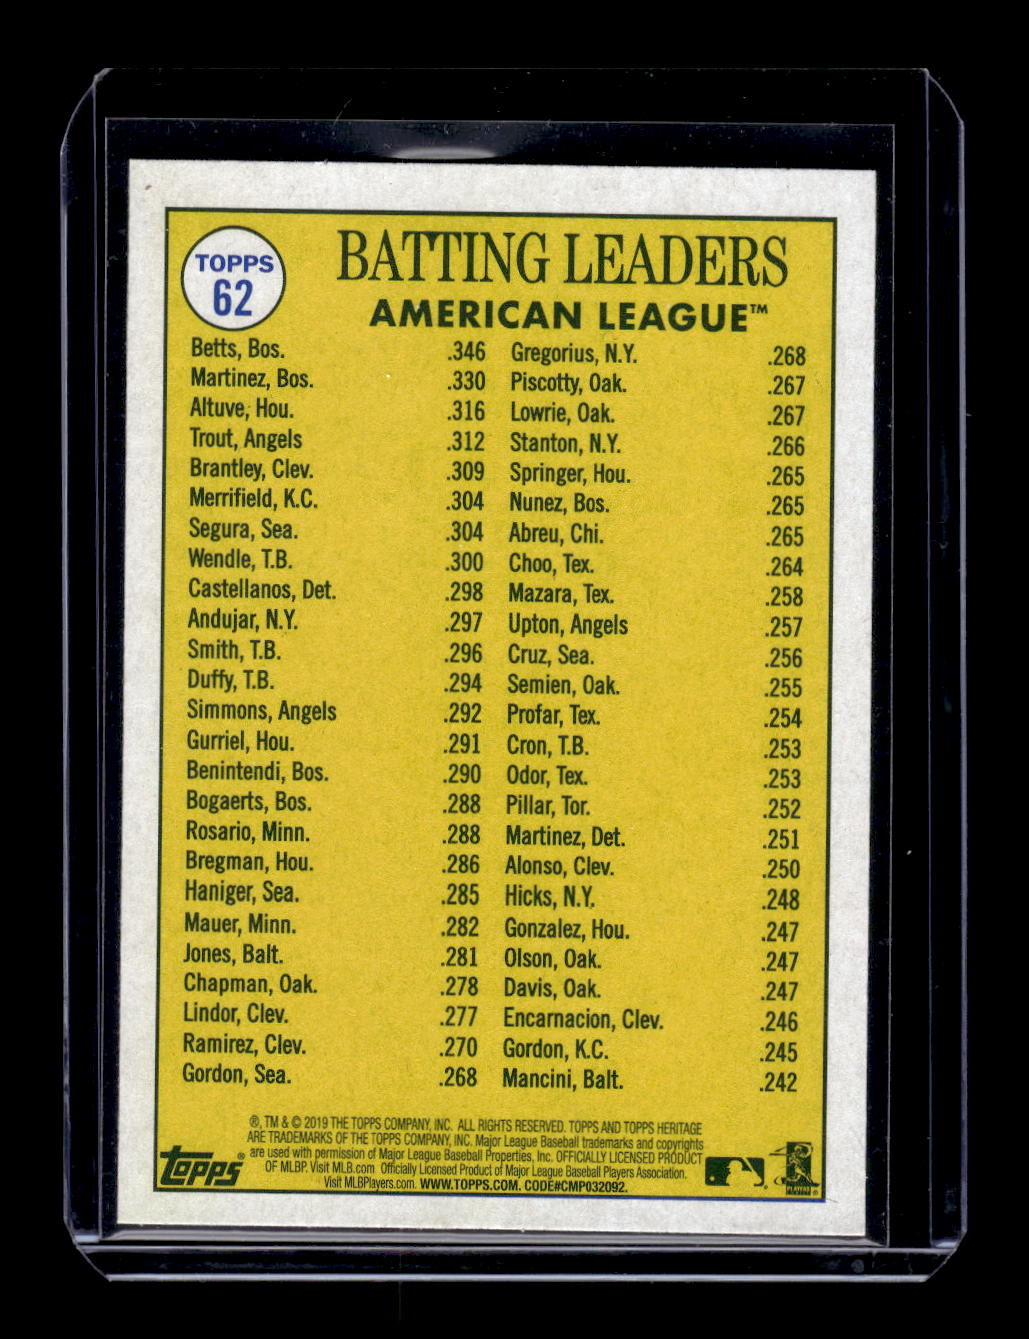 TOPPS
62
BATTING LEADERS
AMERICAN LEAGUE™
Betts, Bos. .346
Martinez, Bos. .330
Altuve, Hou. .316
Trout, Angels .312
Brantley, Clev. .309
Merrifield, K.C. .304
Segura, Sea. .304
Wendle, T.B. .300
Castellanos, Det. .298
Andujar, N.Y. .297
Smith, T.B. .296
Duffy, T.B. .294
Simmons, Angels .292
Gurriel, Hou. .291
Benintendi, Bos. .290
Bogaerts, Bos. .288
Rosario, Minn. .288
Bregman, Hou. .286
Haniger, Sea. .285
Mauer, Minn. .282
Jones, Balt. .281
Chapman, Oak. .278
Lindor, Clev. .277
Ramirez, Clev. .270
Gordon, Sea. .268
Gregorius, N.Y. .268
Piscotty, Oak. .267
Lowrie, Oak. .267
Stanton, N.Y. .266
Springer, Hou. .265
Nunez, Bos. .265
Abreu, Chi. .265
Choo, Tex. .264
Mazara, Tex. .258
Upton, Angels .257
Cruz, Sea. .256
Semien, Oak. .255
Profar, Tex. .254
Cron, T.B. .253
Odor, Tex. .253
Pillar, Tor. .252
Martinez, Det. .251
Alonso, Clev. .250
Hicks, N.Y. .248
Gonzalez, Hou. .247
Olson, Oak. .247
Davis, Oak. .247
Encarnacion, Clev. .246
Gordon, K.C. .245
Mancini, Balt. .242
®, TM & © 2019 THE TOPPS COMPANY, INC. ALL RIGHTS RESERVED. TOPPS AND TOPPS HERITAGE
ARE TRADEMARKS OF THE TOPPS COMPANY, INC. Major League Baseball trademarks and copyrights
are used with permission of Major League Baseball Properties, Inc. OFFICIALLY LICENSED PRODUCT
OF MLBP. Visit MLB.com Officially Licensed Product of Major League Baseball Players Association.
Visit MLBPlayers.com. WWW.TOPPS.COM. CODE#CMP032092.
topps®
PLAYERS